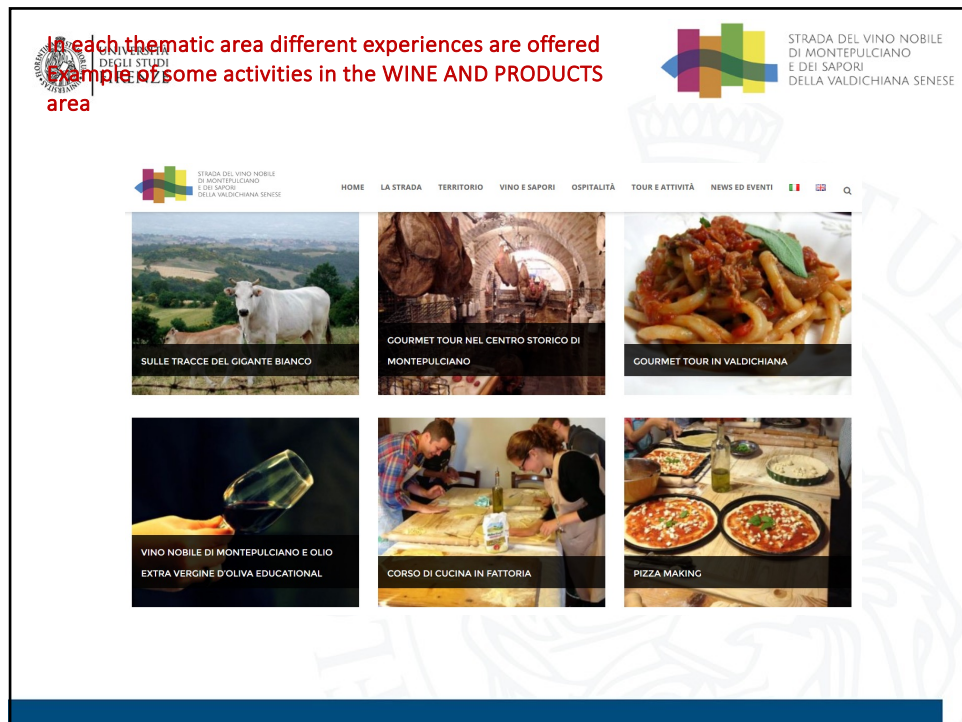 In each thematic area different experiences are offered
Example of some activities in the WINE AND PRODUCTS
area
UNIVERSITÀ
DEGLI STUDI
FIRENZE
STRADA DEL VINO NOBILE
DI MONTEPULCIANO
E DEI SAPORI
DELLA VALDICHIANA SENESE
STRADA DEL VINO NOBILE
DI MONTEPULCIANO
E DEI SAPORI
DELLA VALDICHIANA SENESE
HOME LA STRADA TERRITORIO VINO E SAPORI OSPITALITÀ TOUR E ATTIVITÀ NEWS ED EVENTI
SULLE TRACCE DEL GIGANTE BIANCO
GOURMET TOUR NEL CENTRO STORICO DI
MONTEPULCIANO
GOURMET TOUR IN VALDICHIANA
VINO NOBILE DI MONTEPULCIANO E OLIO
EXTRA VERGINE D'OLIVA EDUCATIONAL
CORSO DI CUCINA IN FATTORIA
PIZZA MAKING